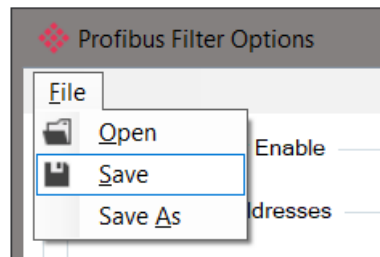 Profibus Filter Options
File
Open
Enable
Save
Save As
ldresses